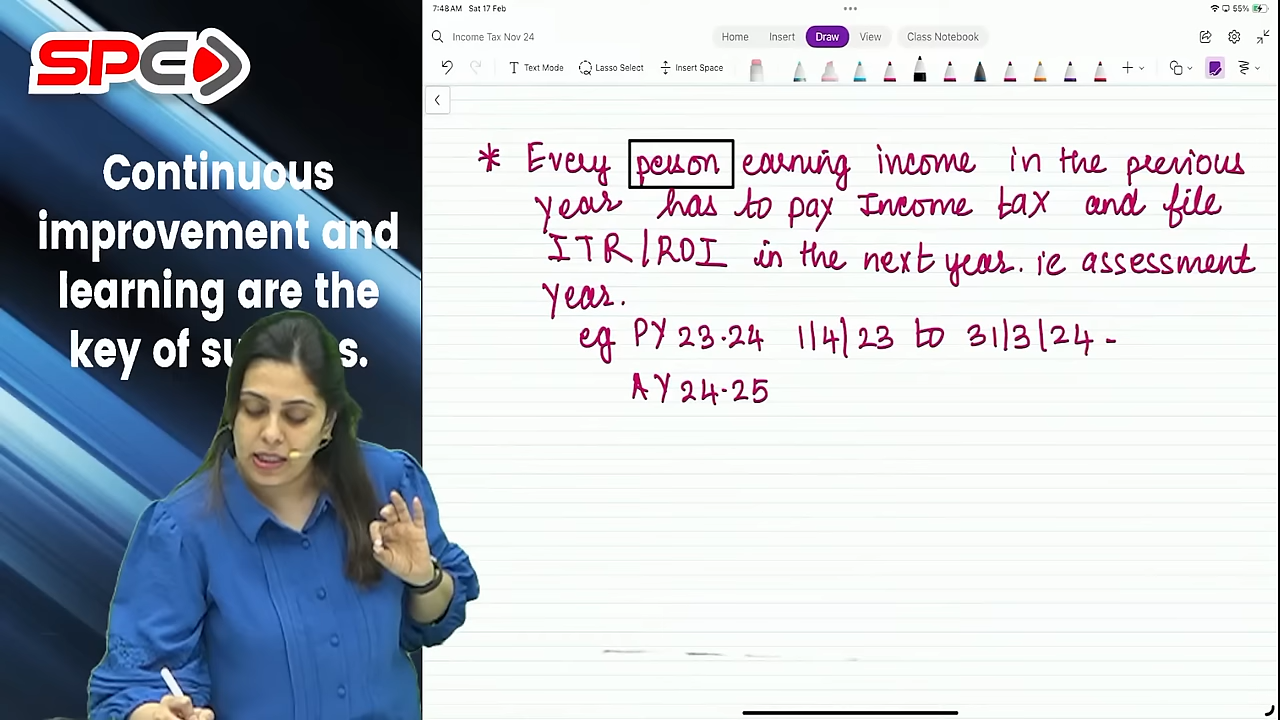 7:48 AM Sat 17 Feb
55%
Income Tax Nov 24
Home Insert Draw View Class Notebook
Text Mode Lasso Select Insert Space
SPE
Continuous
improvement and
learning are the
key of su s.
* Every person earning income in the previous
year has to pay Income tax and file
ITR/ROI in the next year. ie assessment
year.
eg PY 23-24 1/4/23 to 31/3/24 -
AY 24-25